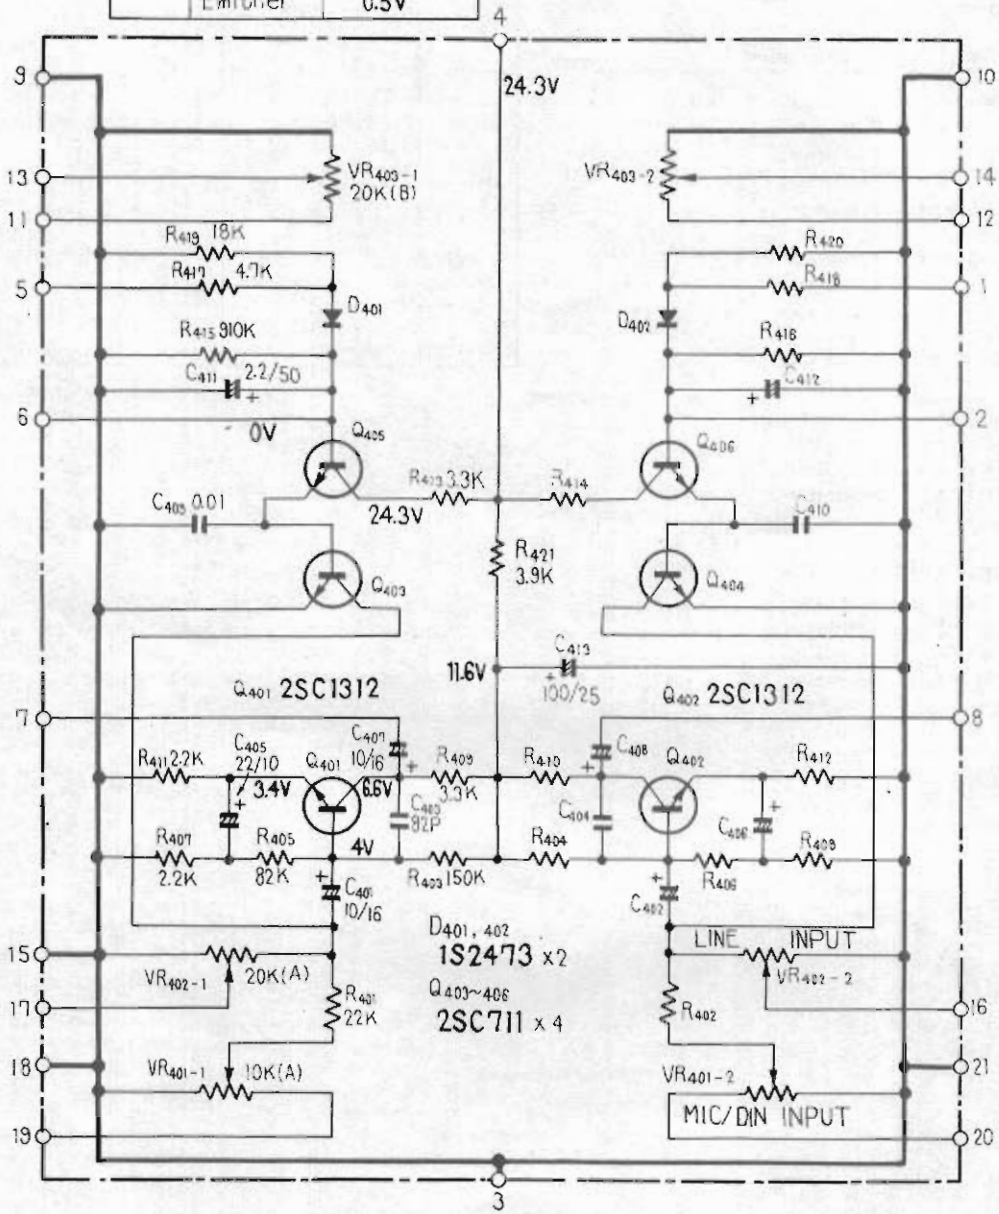 Emitner 0.5V
4
9
24.3V
10
13
VR403-1
20K(B)
VR403-2
14
11
12
R419 18K
R420
R417 4.7K
R418
5
1
D401
D402
R415 910K
R416
C411 2.2/50
+
C412
+
6
0V
2
Q405
Q406
R413 3.3K
R414
24.3V
C409 0.01
C410
R421
3.9K
Q403
Q404
C413
+
100/25
11.6V
Q401 2SC1312
Q402 2SC1312
7
8
C407
10/16
+
C408
+
R411 2.2K
C405
22/10
+
3.4V
Q401
6.6V
R409
3.3K
R410
Q402
R412
C403
82P
C404
C406
+
R407
2.2K
R405
82K
4V
R403 150K
R404
R406
R408
+
C401
10/16
+
C402
D401, 402
1S2473 x2
LINE INPUT
15
VR402-1
20K(A)
VR402-2
Q403~406
2SC711 x 4
17
R401
22K
R402
16
18
VR401-1
10K(A)
VR401-2
21
MIC/DIN INPUT
19
20
3